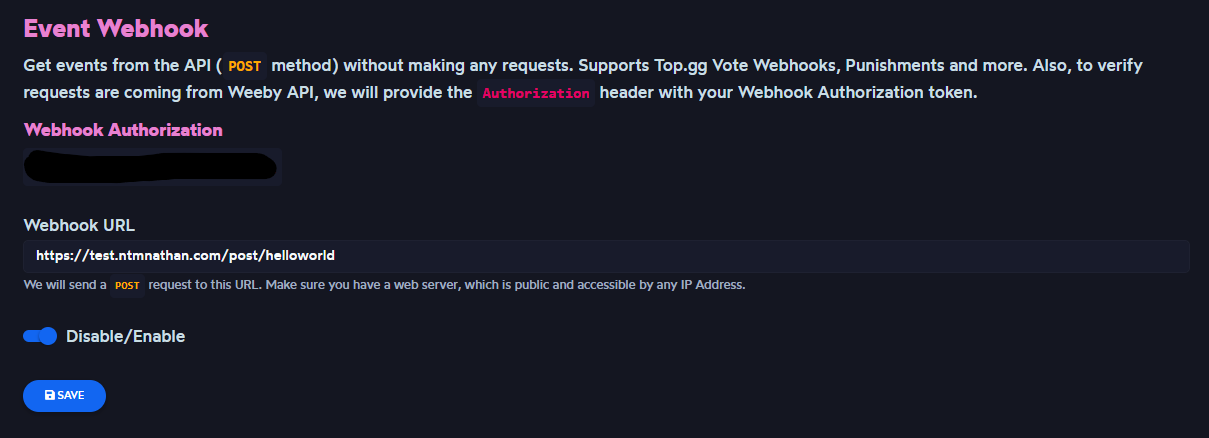 Event Webhook
Get events from the API ( POST method) without making any requests. Supports Top.gg Vote Webhooks, Punishments and more. Also, to verify
requests are coming from Weeby API, we will provide the Authorization header with your Webhook Authorization token.
Webhook Authorization
Webhook URL
https://test.ntmnathan.com/post/helloworld
We will send a POST request to this URL. Make sure you have a web server, which is public and accessible by any IP Address.
Disable/Enable
SAVE